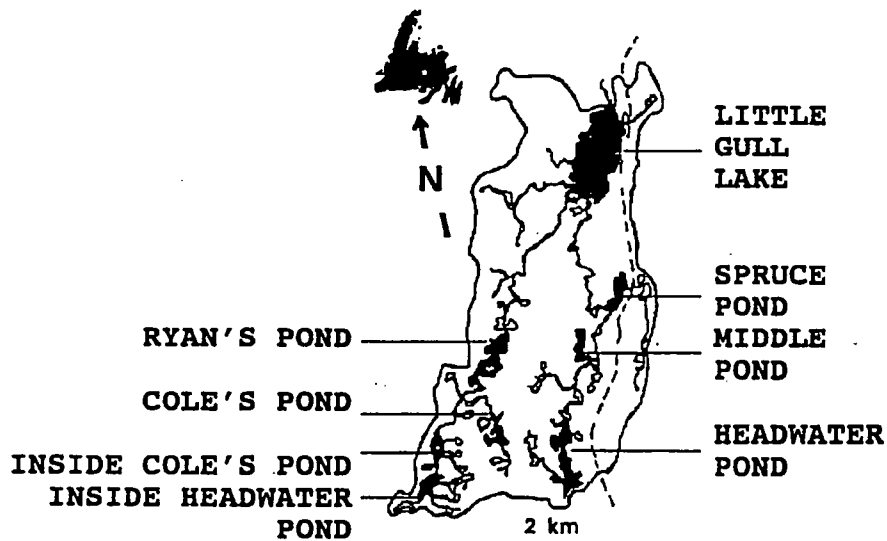 LITTLE
GULL
LAKE
N
SPRUCE
POND
RYAN'S POND
MIDDLE
POND
COLE'S POND
HEADWATER
POND
INSIDE COLE'S POND
INSIDE HEADWATER
POND
2 km